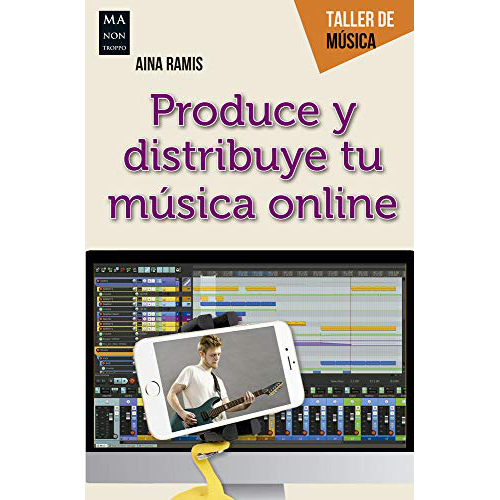 MA
NON
TROPPO
TALLER DE
MÚSICA
AINA RAMIS
Produce y
distribuye tu
música online